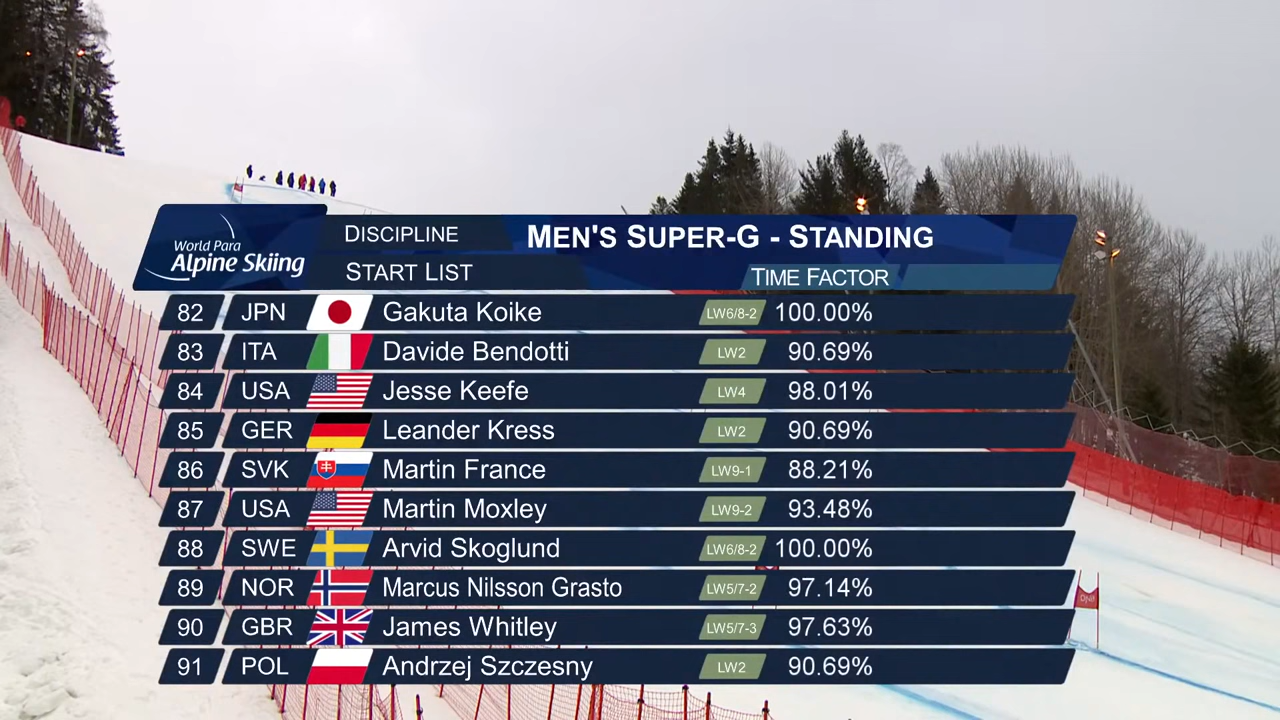 World Para
Alpine Skiing
DISCIPLINE MEN'S SUPER-G - STANDING
START LIST TIME FACTOR
82 JPN Gakuta Koike LW6/8-2 100.00%
83 ITA Davide Bendotti LW2 90.69%
84 USA Jesse Keefe LW4 98.01%
85 GER Leander Kress LW2 90.69%
86 SVK Martin France LW9-1 88.21%
87 USA Martin Moxley LW9-2 93.48%
88 SWE Arvid Skoglund LW6/8-2 100.00%
89 NOR Marcus Nilsson Grasto LW5/7-2 97.14%
90 GBR James Whitley LW5/7-3 97.63%
91 POL Andrzej Szczesny LW2 90.69%